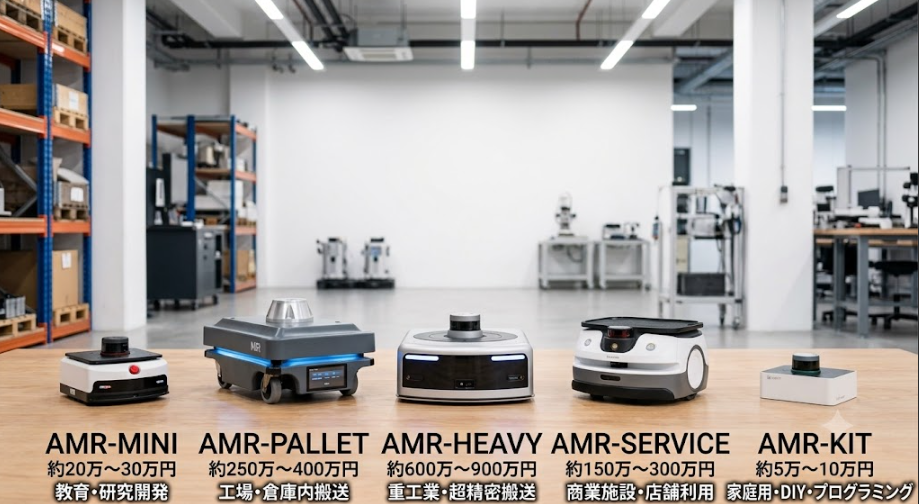 MiR
AMR-MINI
約20万～30万円
教育・研究開発
AMR-PALLET
約250万～400万円
工場・倉庫内搬送
AMR-HEAVY
約600万～900万円
重工業・超精密搬送
AMR-SERVICE
約150万～300万円
商業施設・店舗利用
AMR-KIT
約5万～10万円
家庭用・DIY・プログラミング